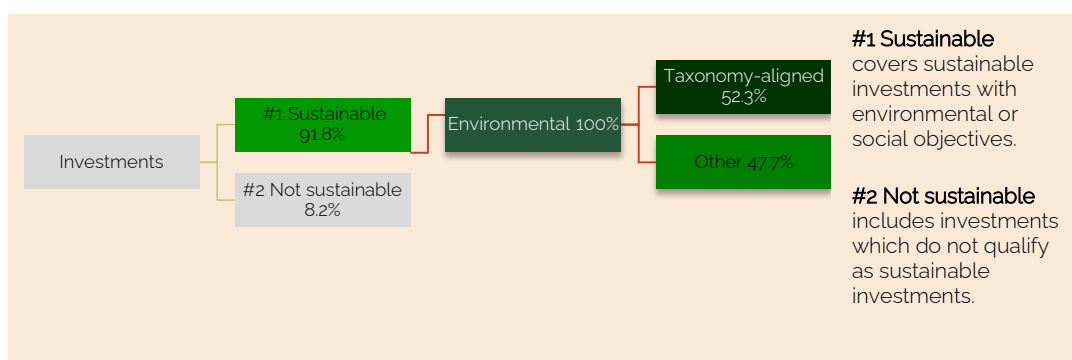 Investments
#1 Sustainable
91.8%
#2 Not sustainable
8.2%
Environmental 100%
Taxonomy-aligned
52.3%
Other 47.7%
#1 Sustainable
covers sustainable
investments with
environmental or
social objectives.
#2 Not sustainable
includes investments
which do not qualify
as sustainable
investments.